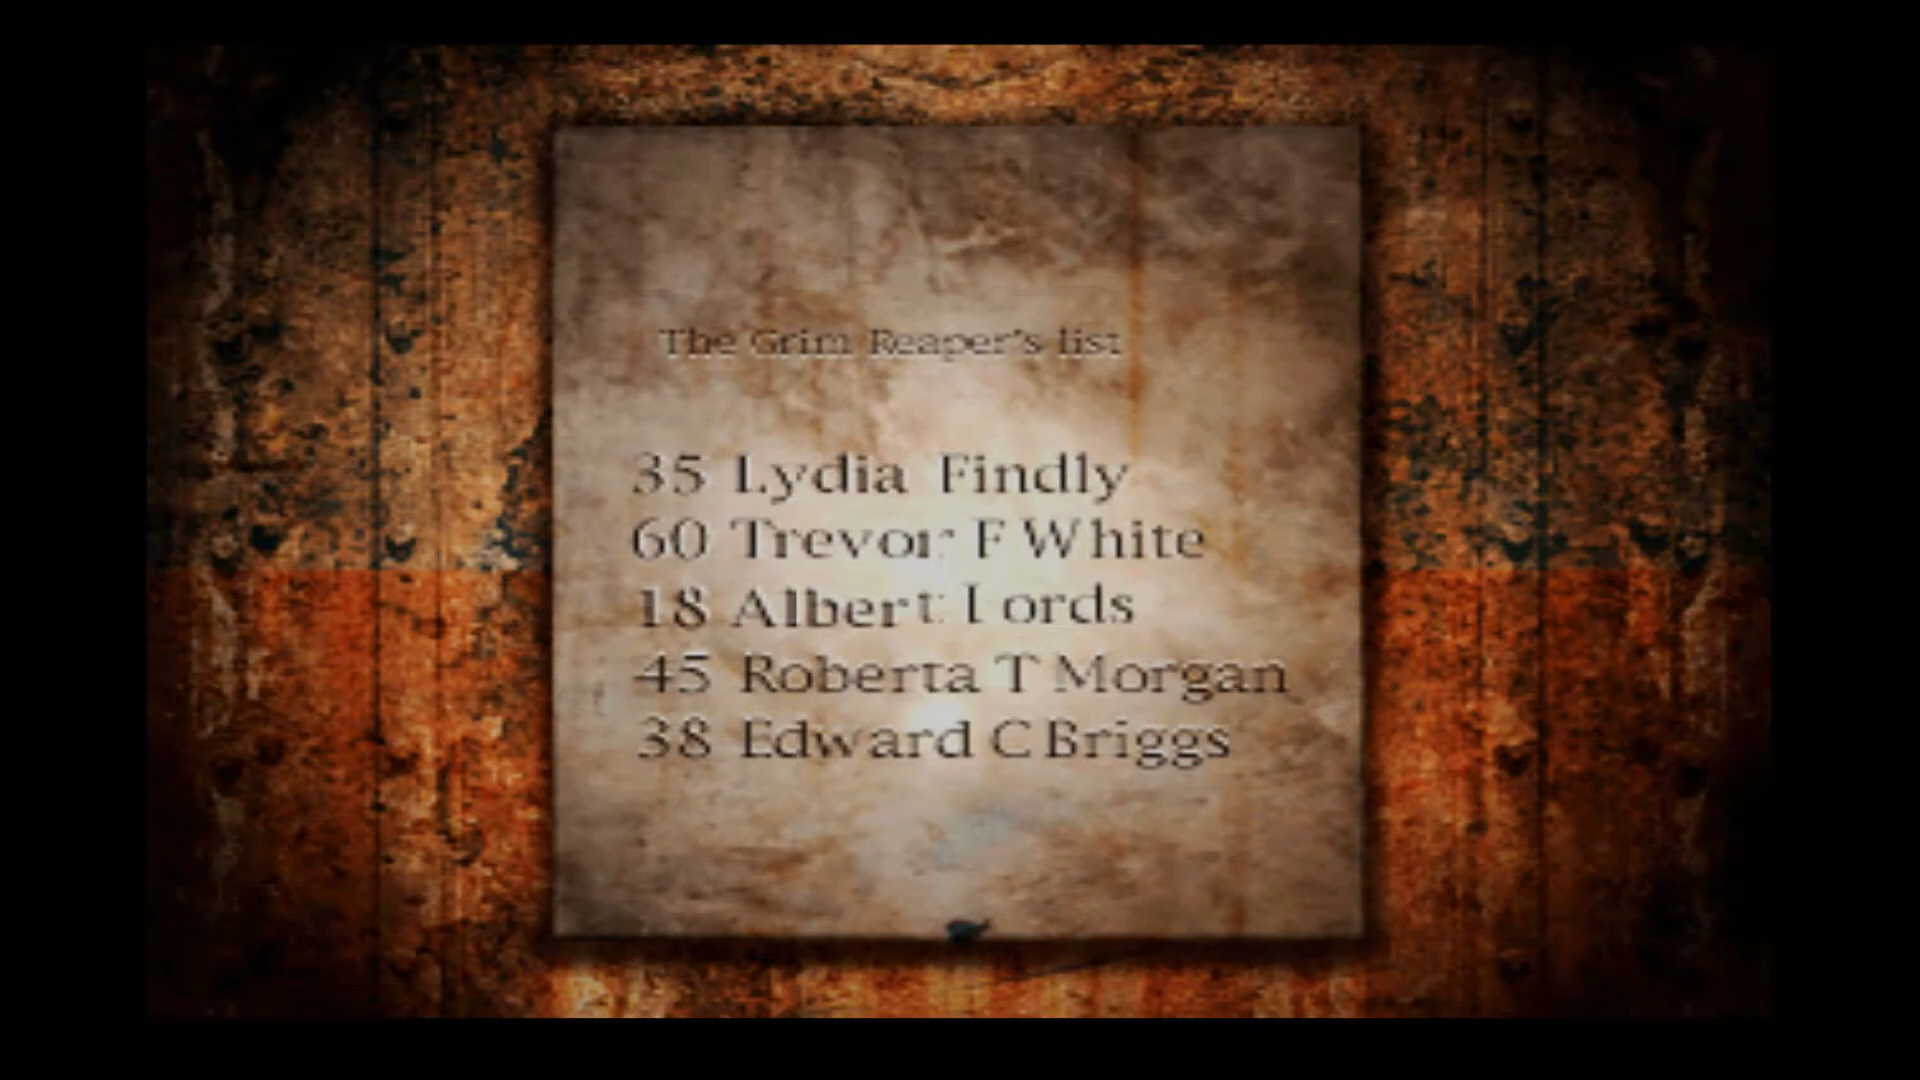 The Grim Reaper's list
35 Lydia Findly
60 Trevor F White
18 Albert Lords
45 Roberta T Morgan
38 Edward C Briggs